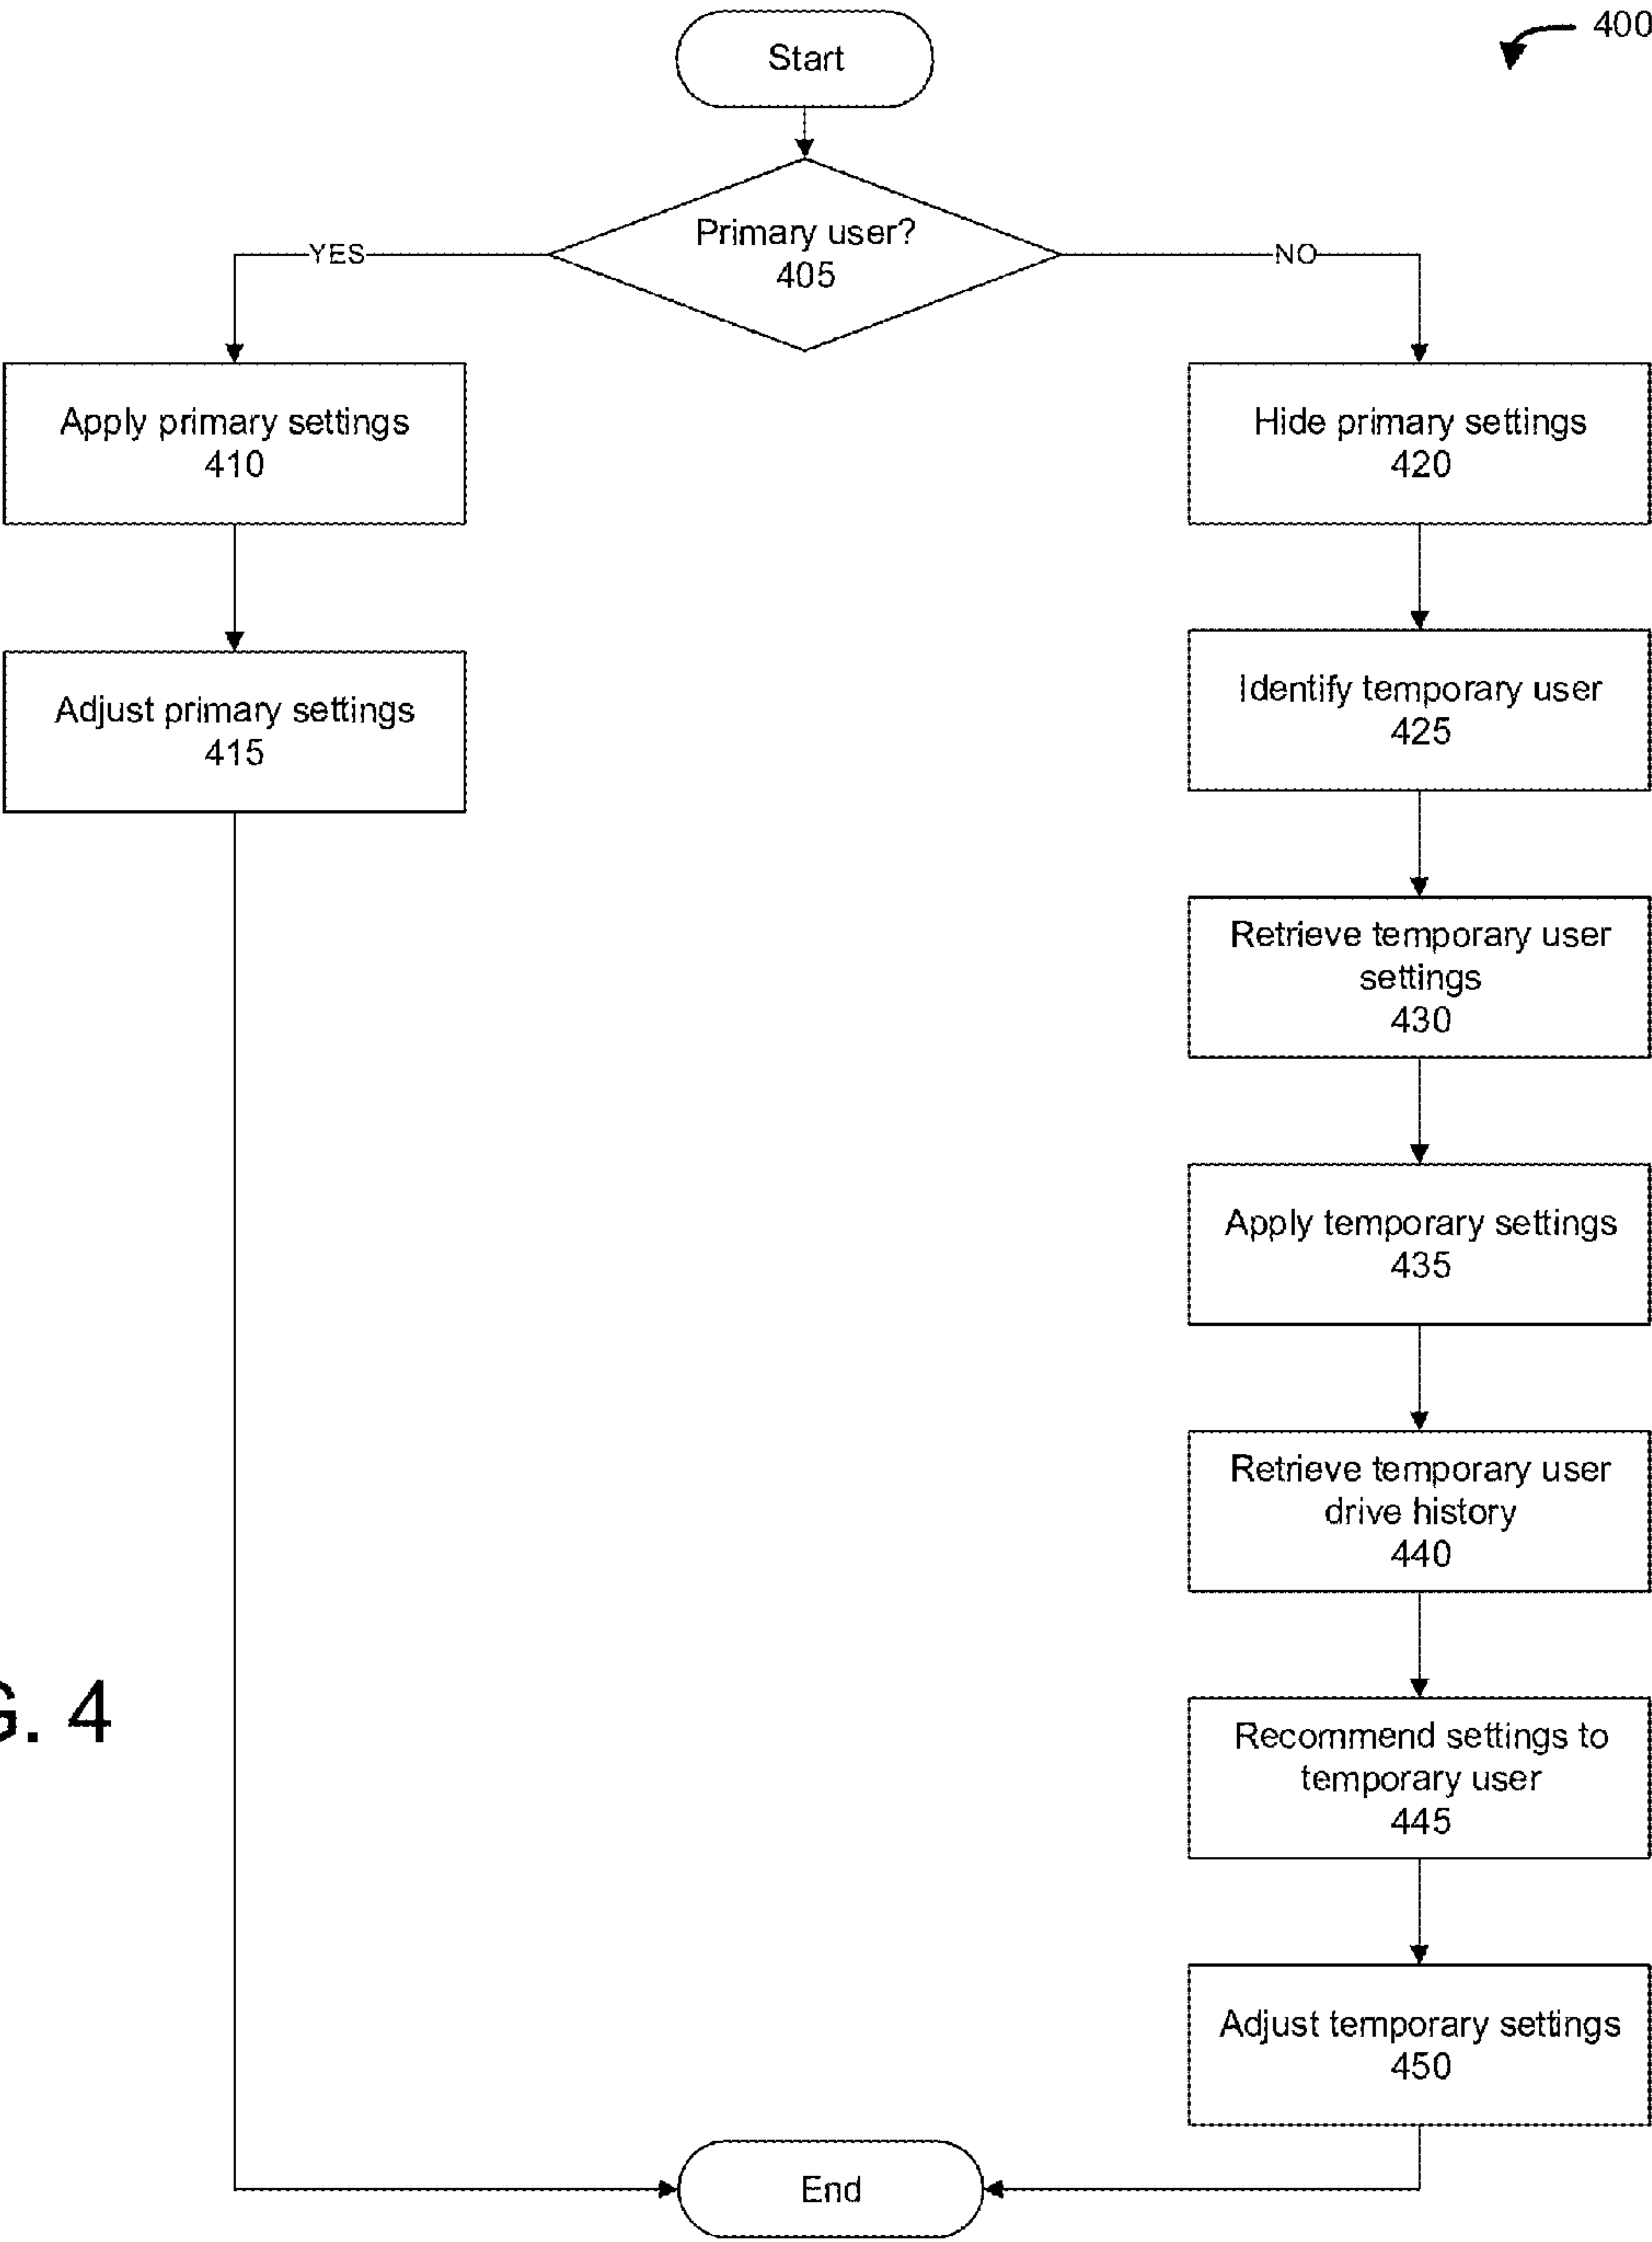 400
Start
Primary user?
405
YES
NO
Apply primary settings
410
Hide primary settings
420
Adjust primary settings
415
Identify temporary user
425
Retrieve temporary user
settings
430
Apply temporary settings
435
Retrieve temporary user
drive history
440
Recommend settings to
temporary user
445
Adjust temporary settings
450
End
G. 4